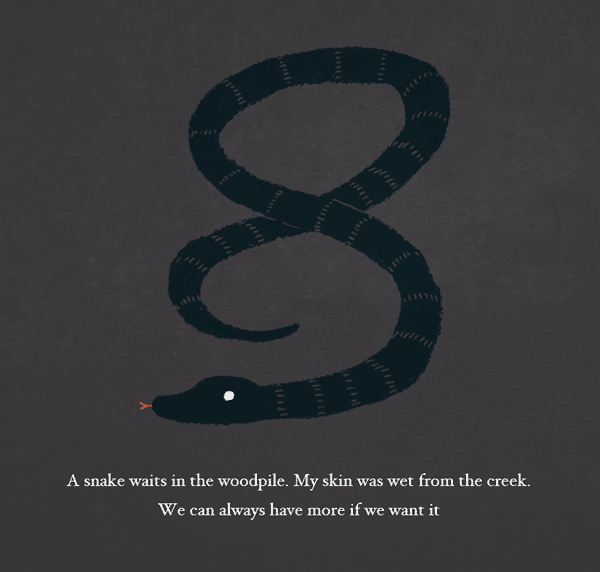 A snake waits in the woodpile. My skin was wet from the creek.
We can always have more if we want it